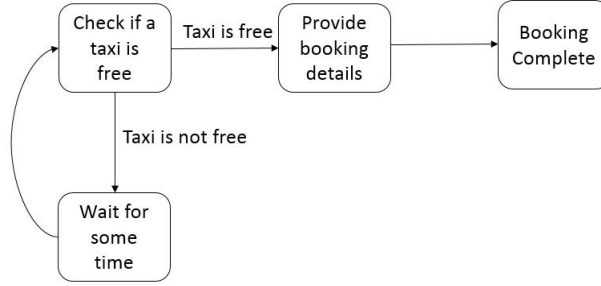 Check if a
taxi is
free
Taxi is free
Provide
booking
details
Booking
Complete
Taxi is not free
Wait for
some
time